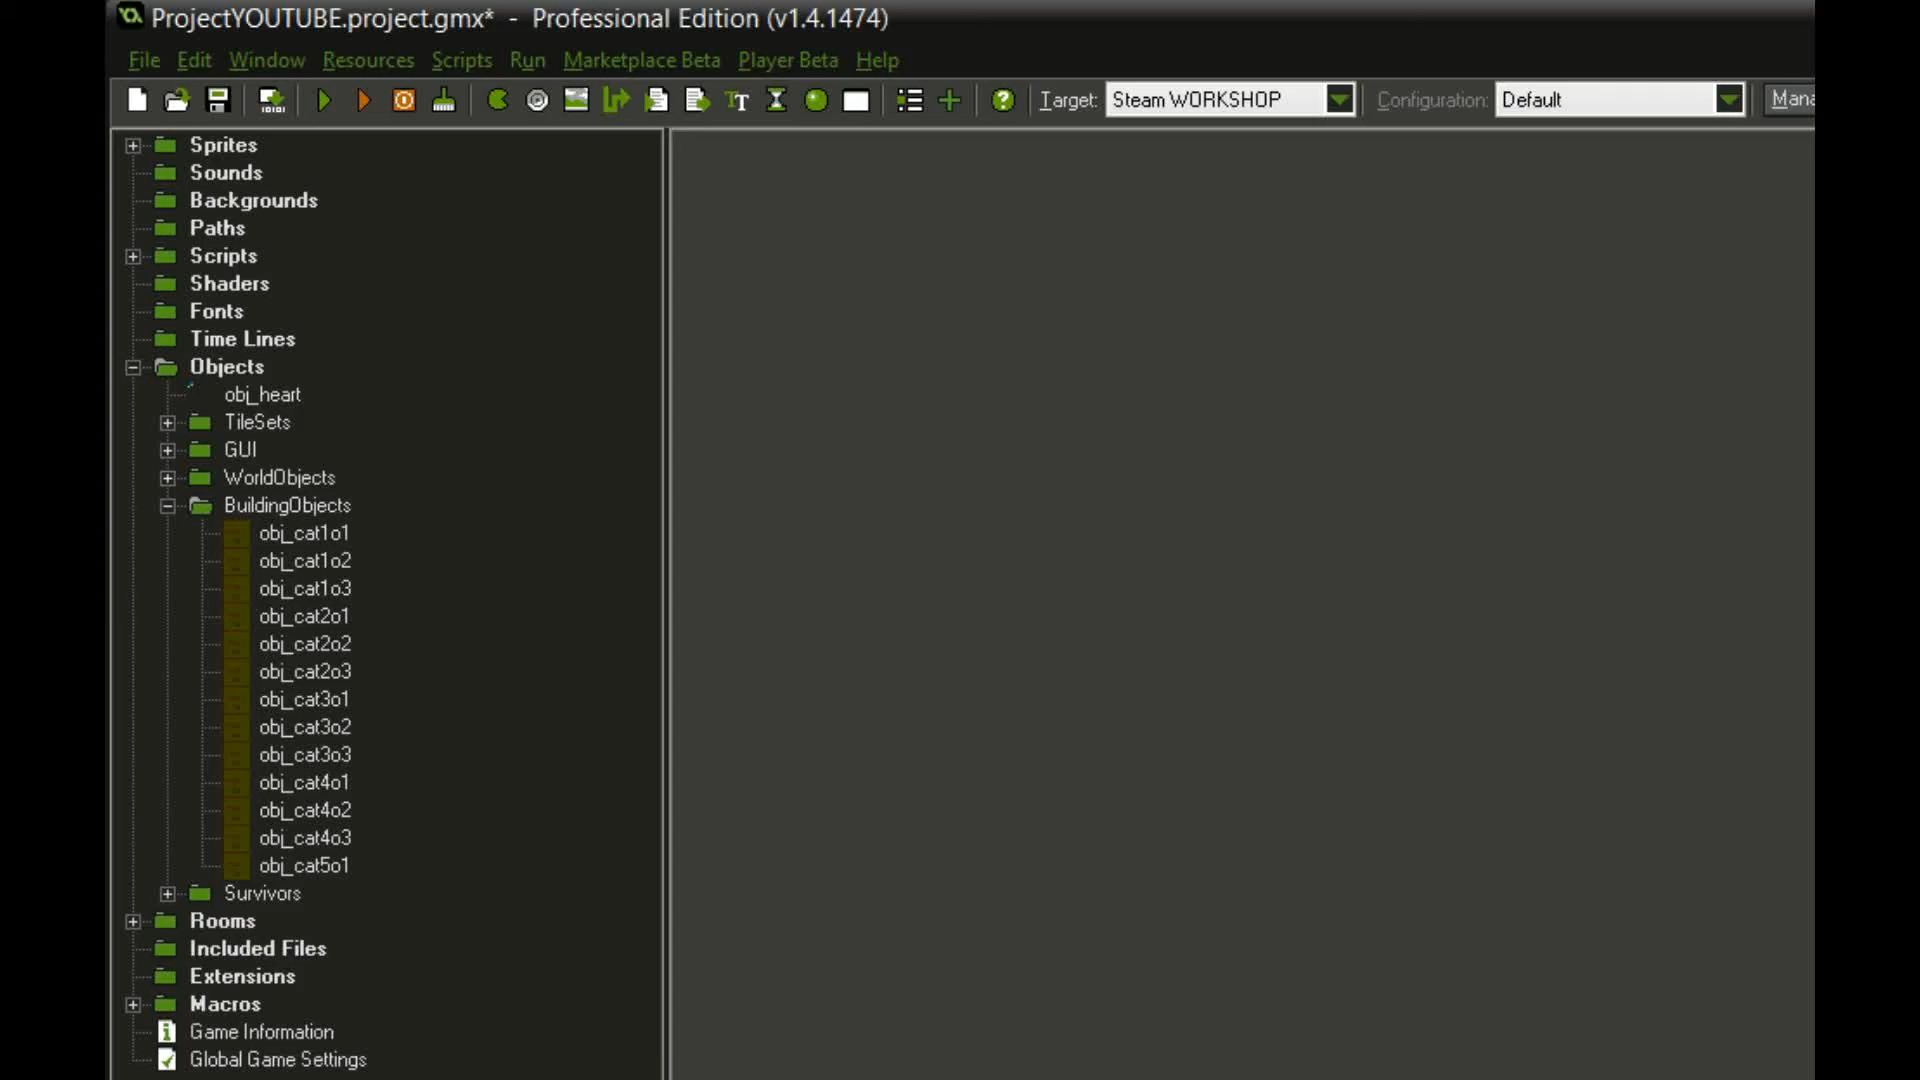 ProjectYOUTUBE.project.gmx* - Professional Edition (v1.4.1474)
File Edit Window Resources Scripts Run Marketplace Beta Player Beta Help
Target: Steam WORKSHOP Configuration: Default Mana
Sprites
Sounds
Backgrounds
Paths
Scripts
Shaders
Fonts
Time Lines
Objects
obj_heart
TileSets
GUI
WorldObjects
BuildingObjects
obj_cat1o1
obj_cat1o2
obj_cat1o3
obj_cat2o1
obj_cat2o2
obj_cat2o3
obj_cat3o1
obj_cat3o2
obj_cat3o3
obj_cat4o1
obj_cat4o2
obj_cat4o3
obj_cat5o1
Survivors
Rooms
Included Files
Extensions
Macros
Game Information
Global Game Settings